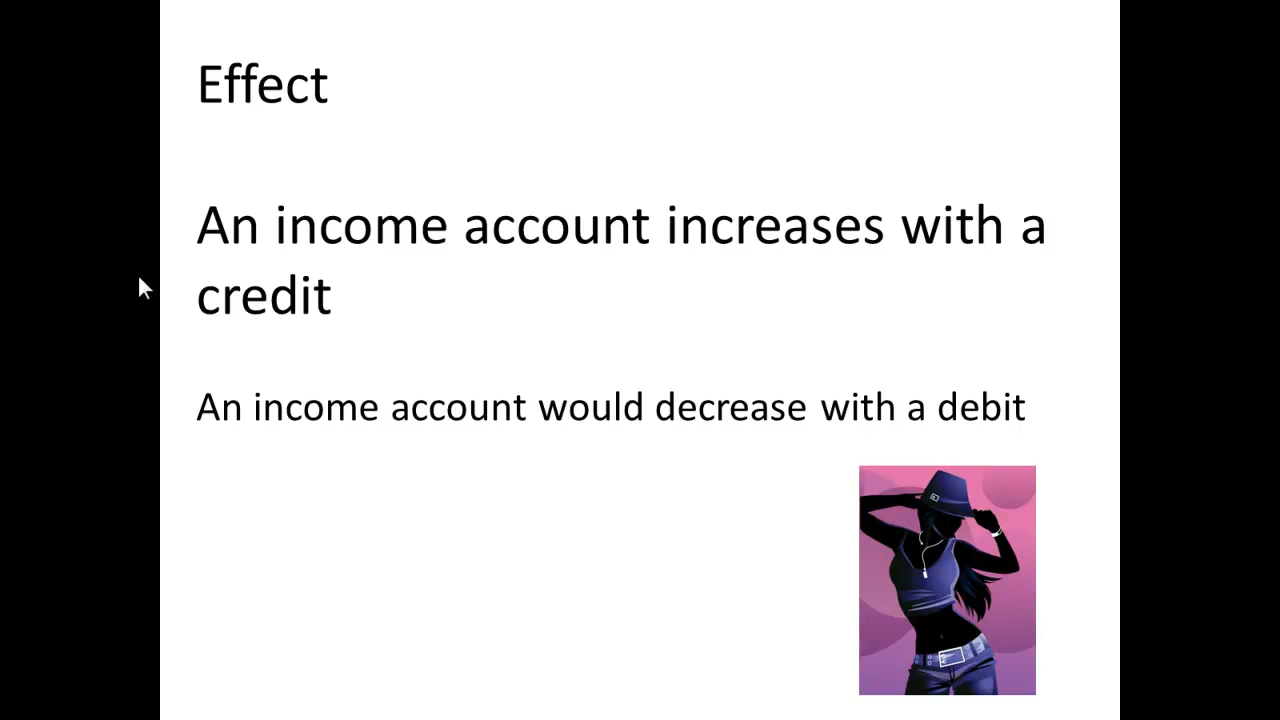 Effect
An income account increases with a
credit
An income account would decrease with a debit